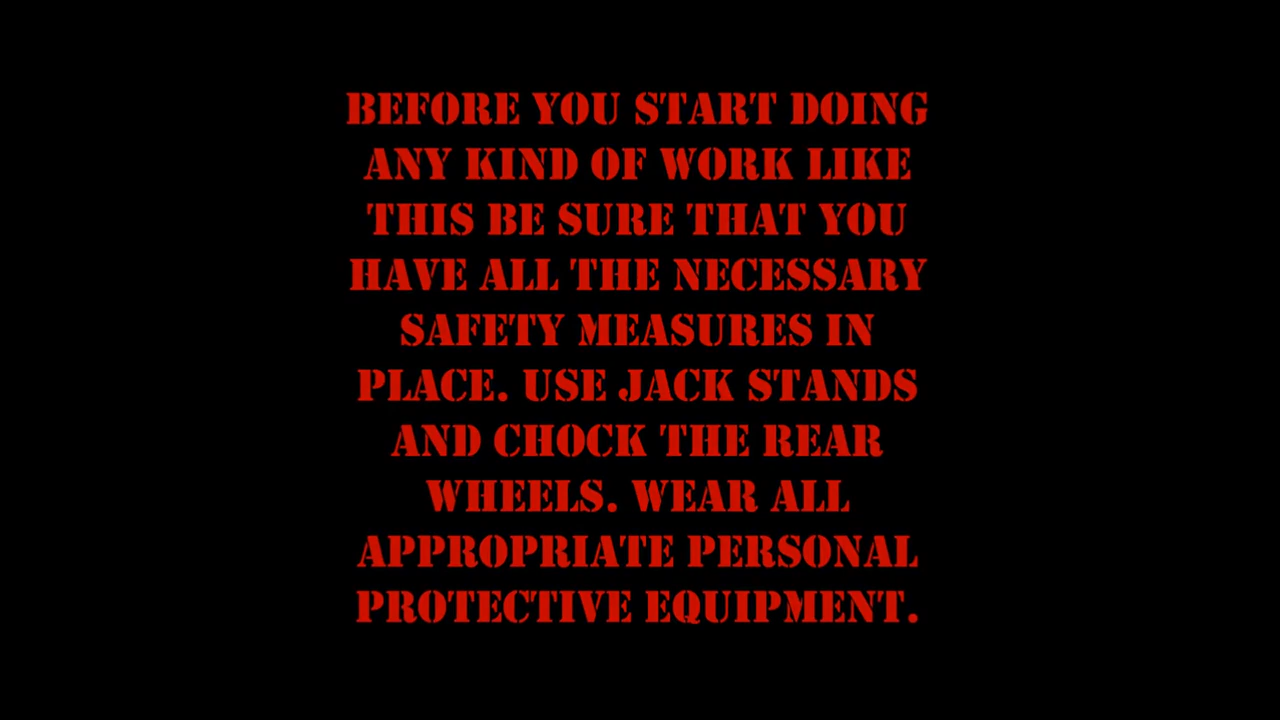 BEFORE YOU START DOING
ANY KIND OF WORK LIKE
THIS BE SURE THAT YOU
HAVE ALL THE NECESSARY
SAFETY MEASURES IN
PLACE. USE JACK STANDS
AND CHOCK THE REAR
WHEELS. WEAR ALL
APPROPRIATE PERSONAL
PROTECTIVE EQUIPMENT.